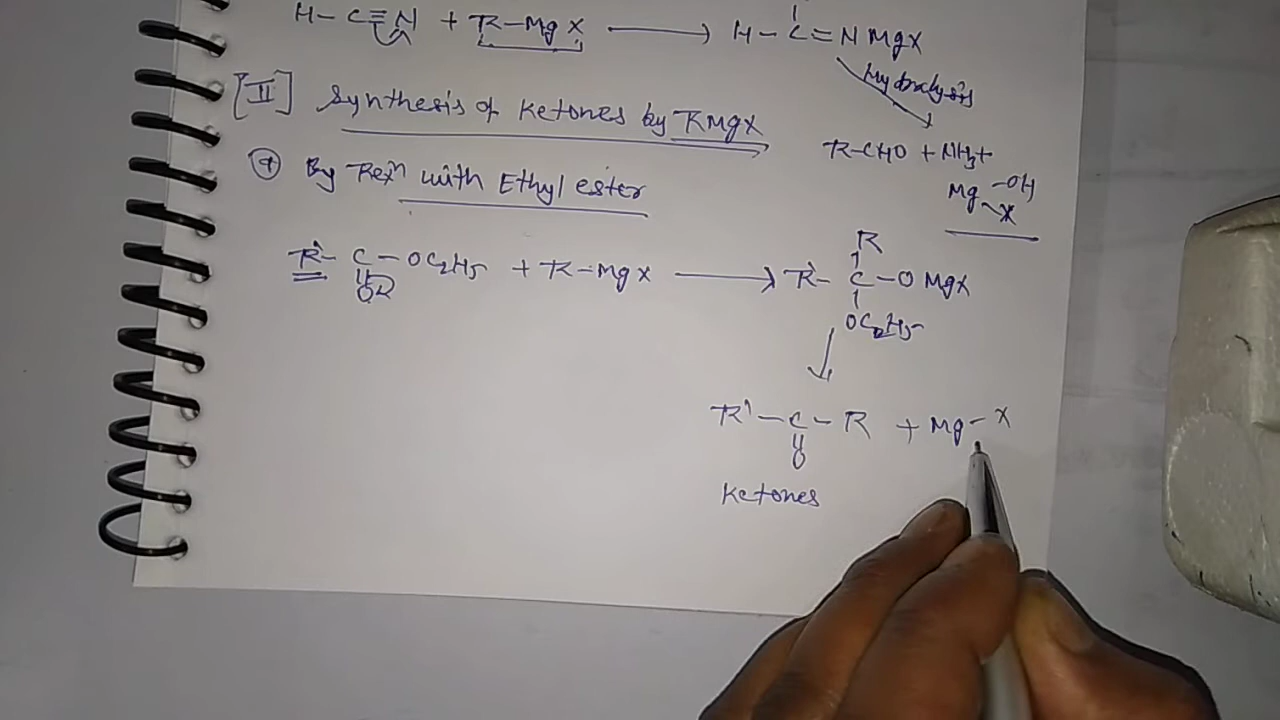 H - C ≡ N + R - Mg X ⟶ H - C = N MgX
Hydrolysis
R-CHO + NH3 +
Mg -OH
X
[II] Synthesis of Ketones by RMgX
By Rexn with Ethyl ester
R' - C - OC2H5 + R - Mg X ⟶ R' - C - O MgX
O
R
OC2H5
R' - C - R + Mg - X
O
Ketones